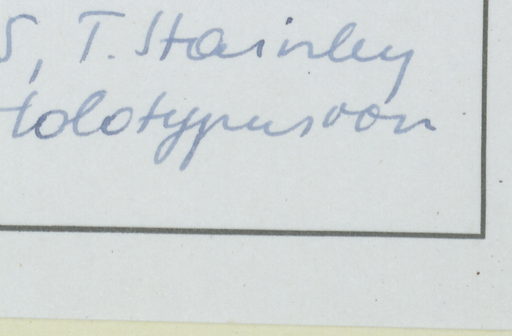 S, T. Stainley
Holotypus von